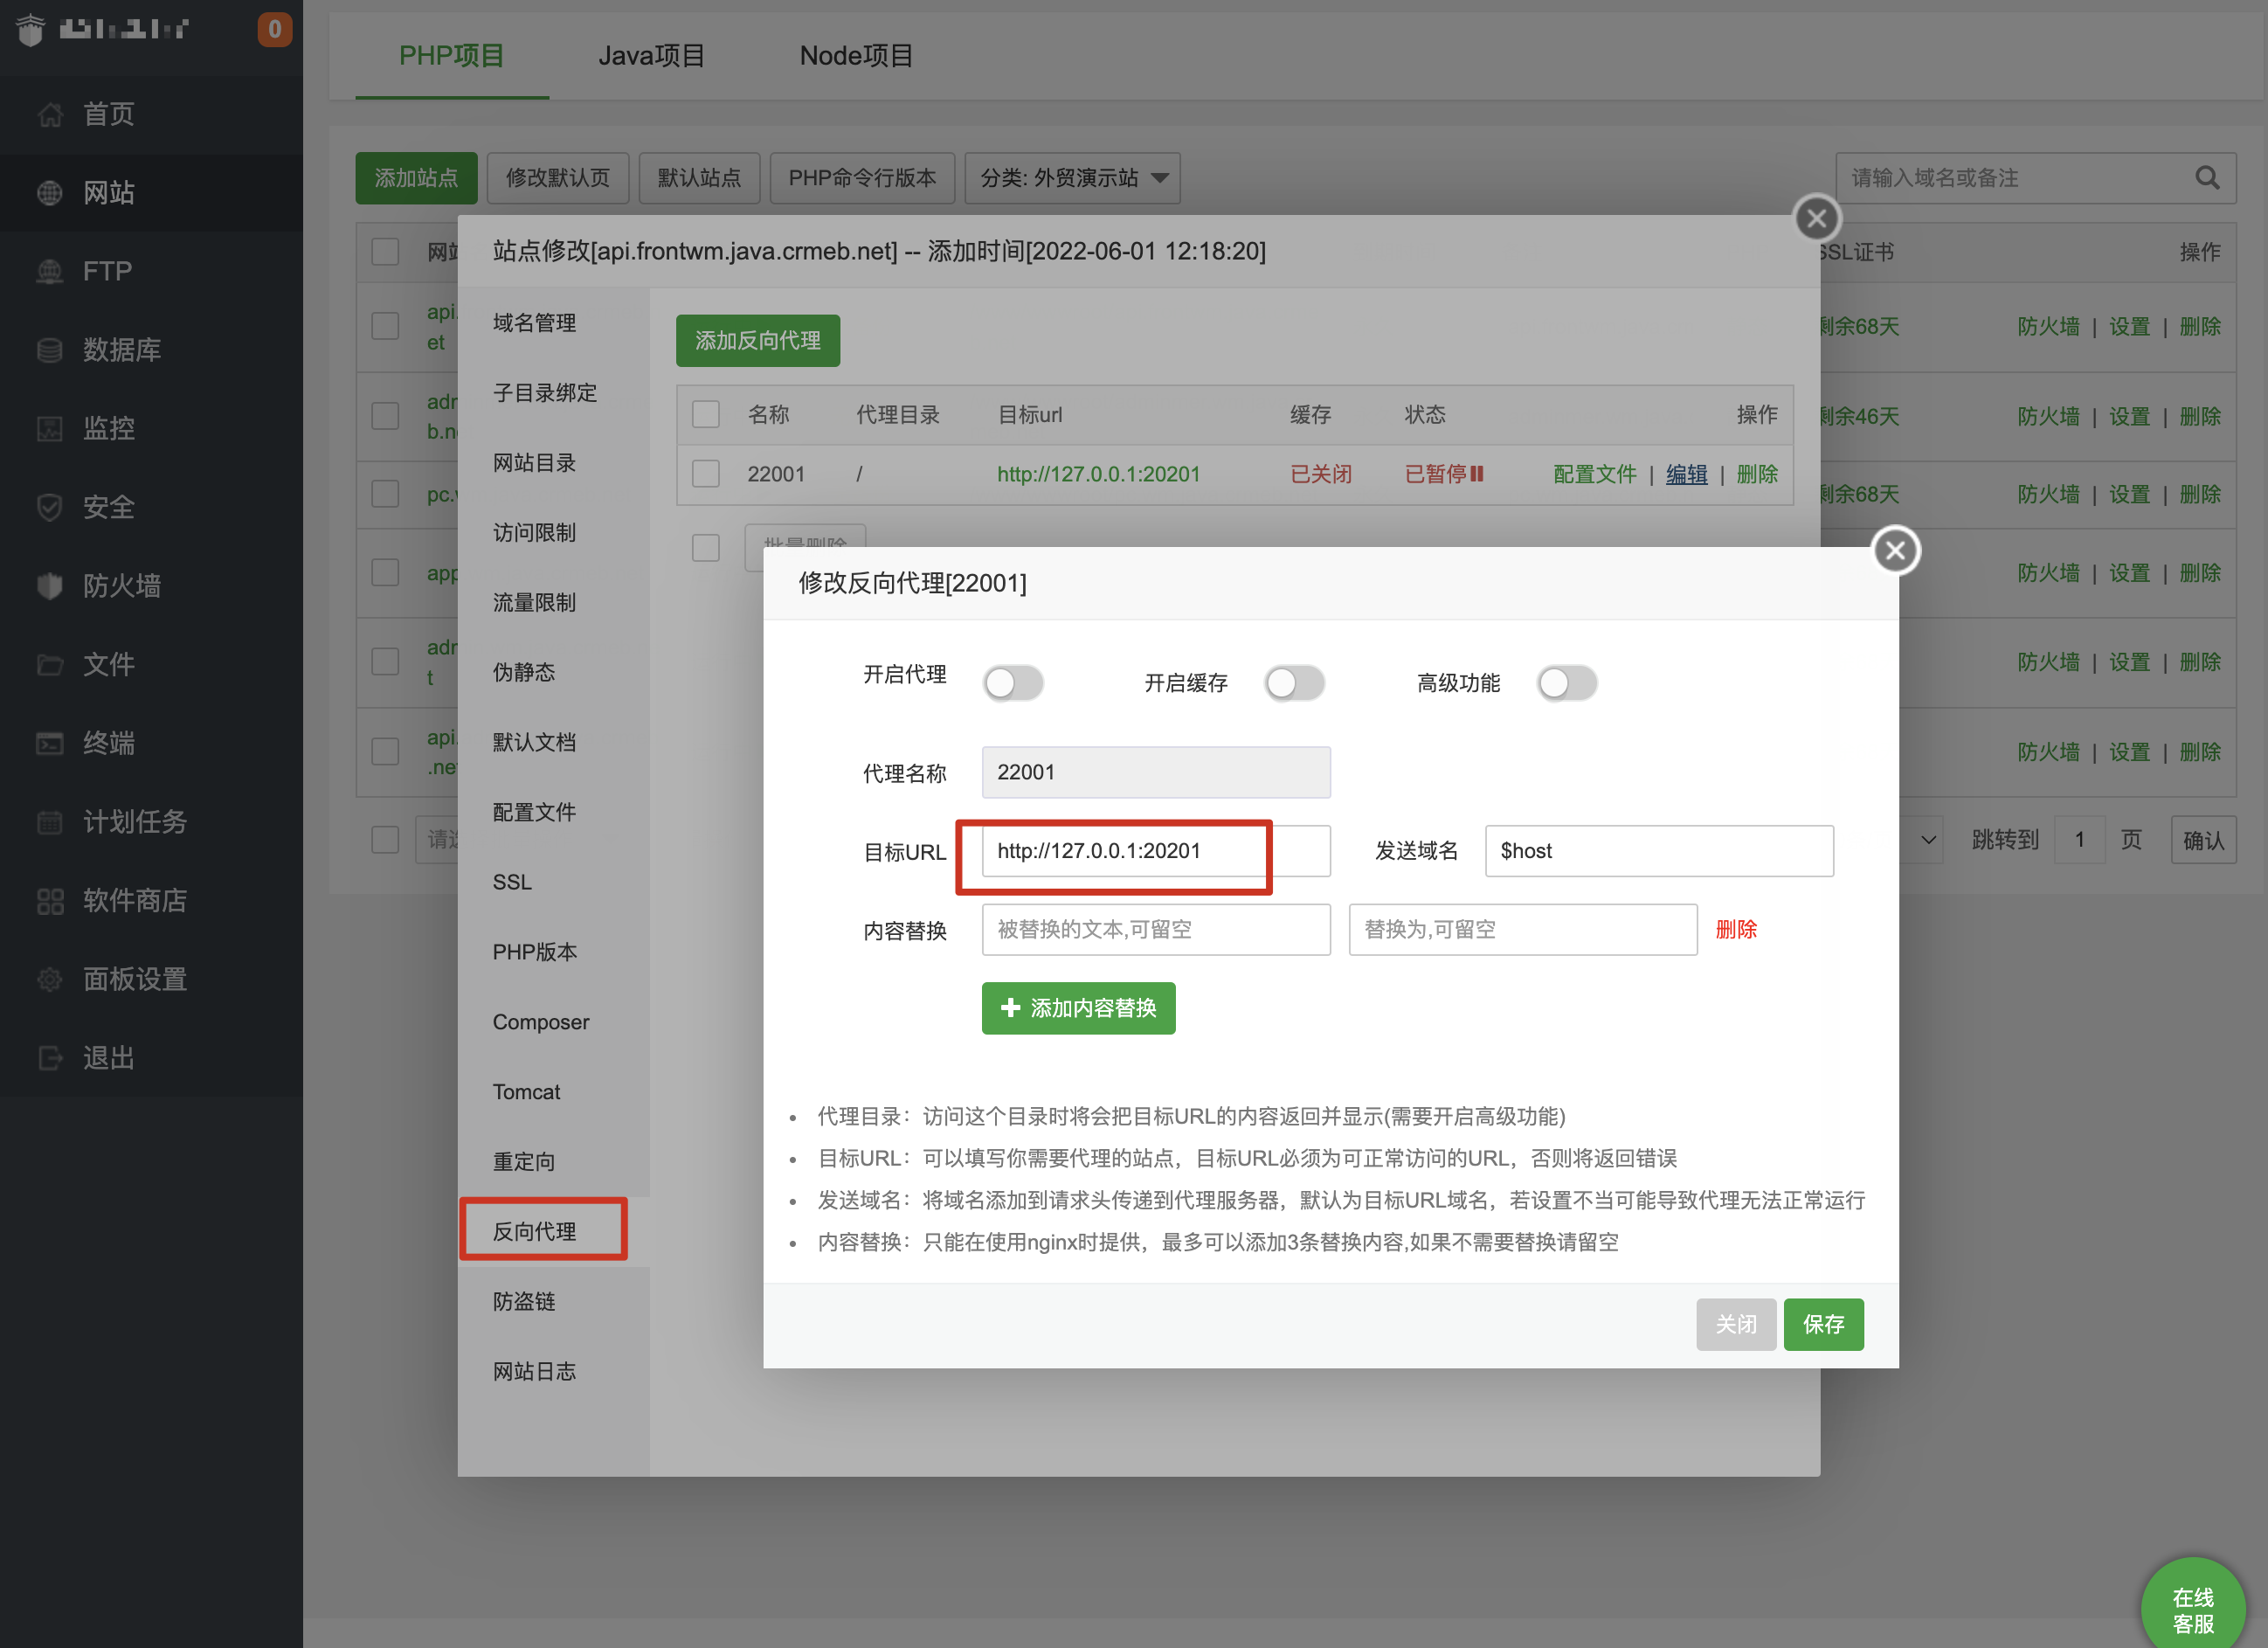 0
首页
网站
FTP
数据库
监控
安全
防火墙
文件
终端
计划任务
软件商店
面板设置
退出
PHP项目 Java项目 Node项目
添加站点 修改默认页 默认站点 PHP命令行版本 分类: 外贸演示站 请输入域名或备注
SSL证书 操作
api.
et
剩余68天 防火墙 | 设置 | 删除
剩余46天 防火墙 | 设置 | 删除
剩余68天 防火墙 | 设置 | 删除
防火墙 | 设置 | 删除
t
防火墙 | 设置 | 删除
api.
防火墙 | 设置 | 删除
跳转到 1 页 确认
站点修改[api.frontwm.java.crmeb.net] -- 添加时间[2022-06-01 12:18:20]
域名管理
子目录绑定
网站目录
访问限制
流量限制
伪静态
默认文档
配置文件
SSL
PHP版本
Composer
Tomcat
重定向
反向代理
防盗链
网站日志
添加反向代理
名称 代理目录 目标url 缓存 状态 操作
22001 / http://127.0.0.1:20201 已关闭 已暂停 配置文件 | 编辑 | 删除
批量删除
修改反向代理[22001]
开启代理 开启缓存 高级功能
代理名称 22001
目标URL http://127.0.0.1:20201 发送域名 $host
内容替换 被替换的文本,可留空 替换为,可留空 删除
添加内容替换
• 代理目录：访问这个目录时将会把目标URL的内容返回并显示(需要开启高级功能)
• 目标URL：可以填写你需要代理的站点，目标URL必须为可正常访问的URL，否则将返回错误
• 发送域名：将域名添加到请求头传递到代理服务器，默认为目标URL域名，若设置不当可能导致代理无法正常运行
• 内容替换：只能在使用nginx时提供，最多可以添加3条替换内容,如果不需要替换请留空
关闭 保存
在线
客服